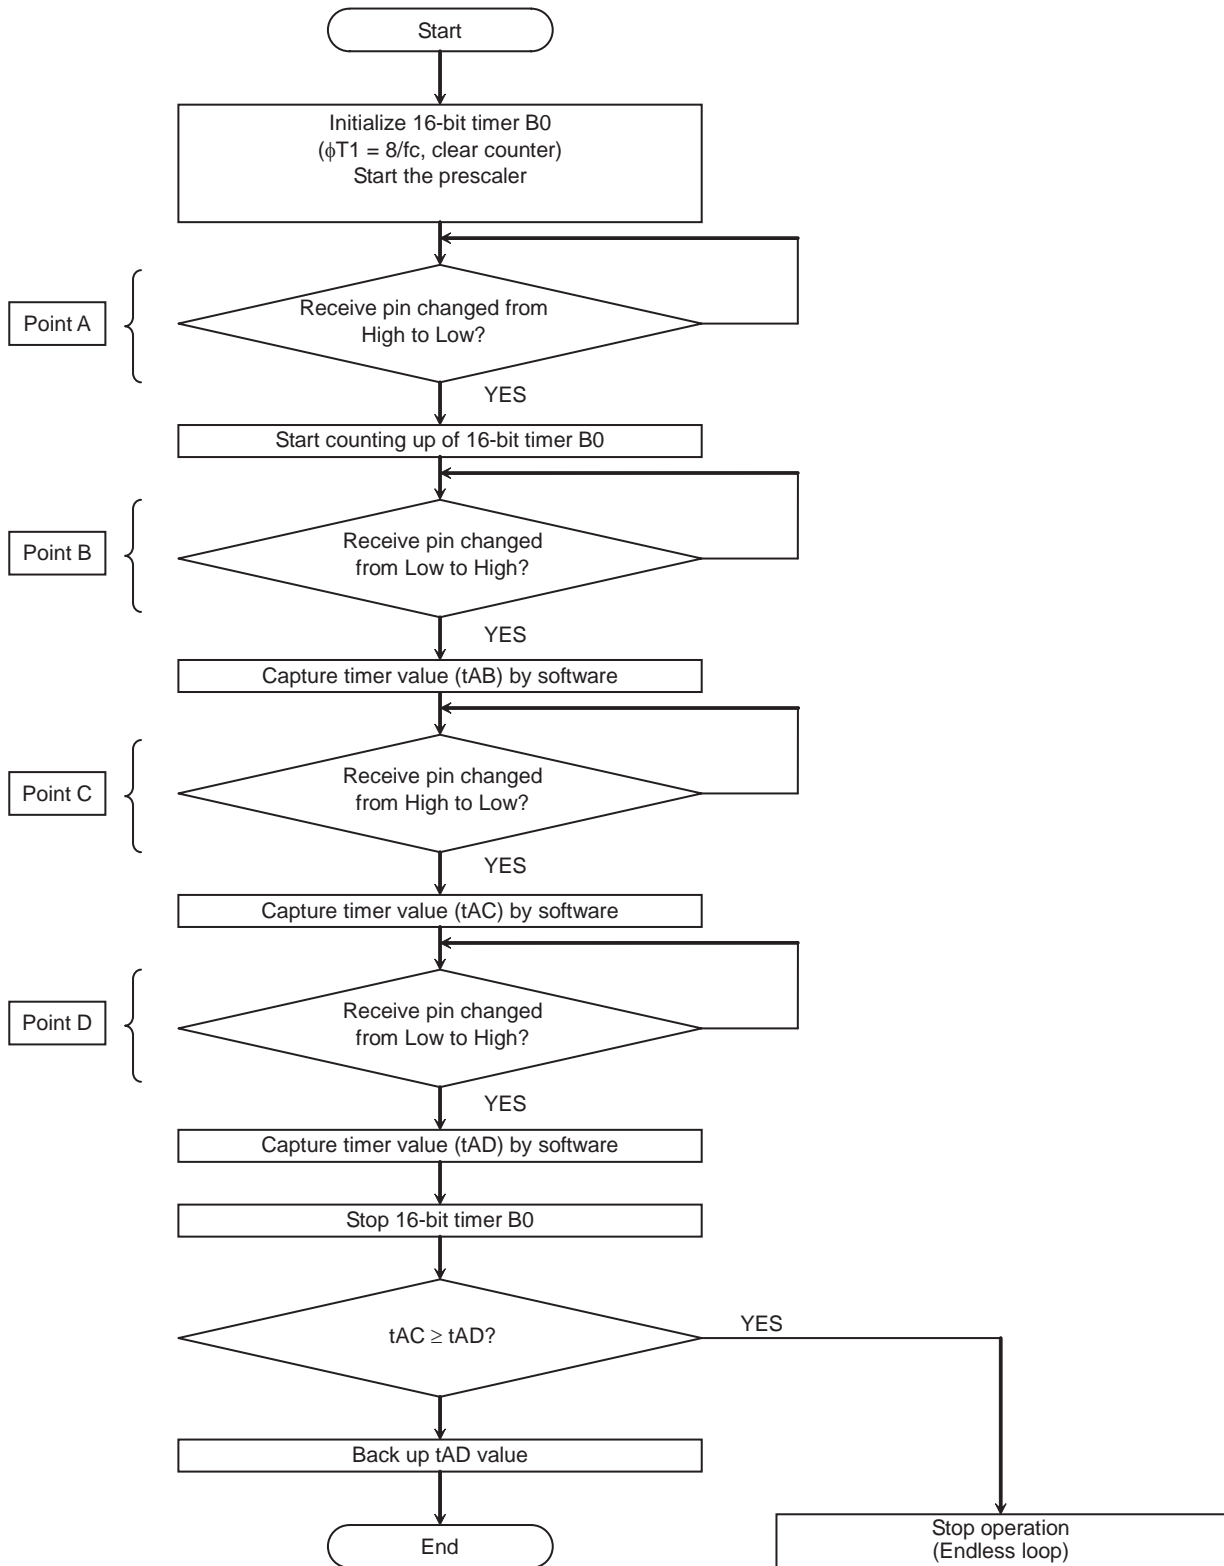 Start
Initialize 16-bit timer B0
(ϕT1 = 8/fc, clear counter)
Start the prescaler
Point A
Receive pin changed from
High to Low?
YES
Start counting up of 16-bit timer B0
Point B
Receive pin changed
from Low to High?
YES
Capture timer value (tAB) by software
Point C
Receive pin changed
from High to Low?
YES
Capture timer value (tAC) by software
Point D
Receive pin changed
from Low to High?
YES
Capture timer value (tAD) by software
Stop 16-bit timer B0
tAC ≥ tAD?
YES
Back up tAD value
End
Stop operation
(Endless loop)